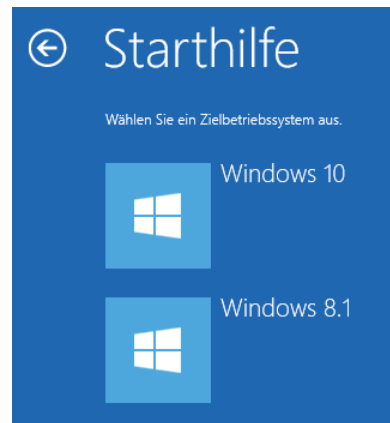 Starthilfe
Wählen Sie ein Zielbetriebssystem aus.
Windows 10
Windows 8.1